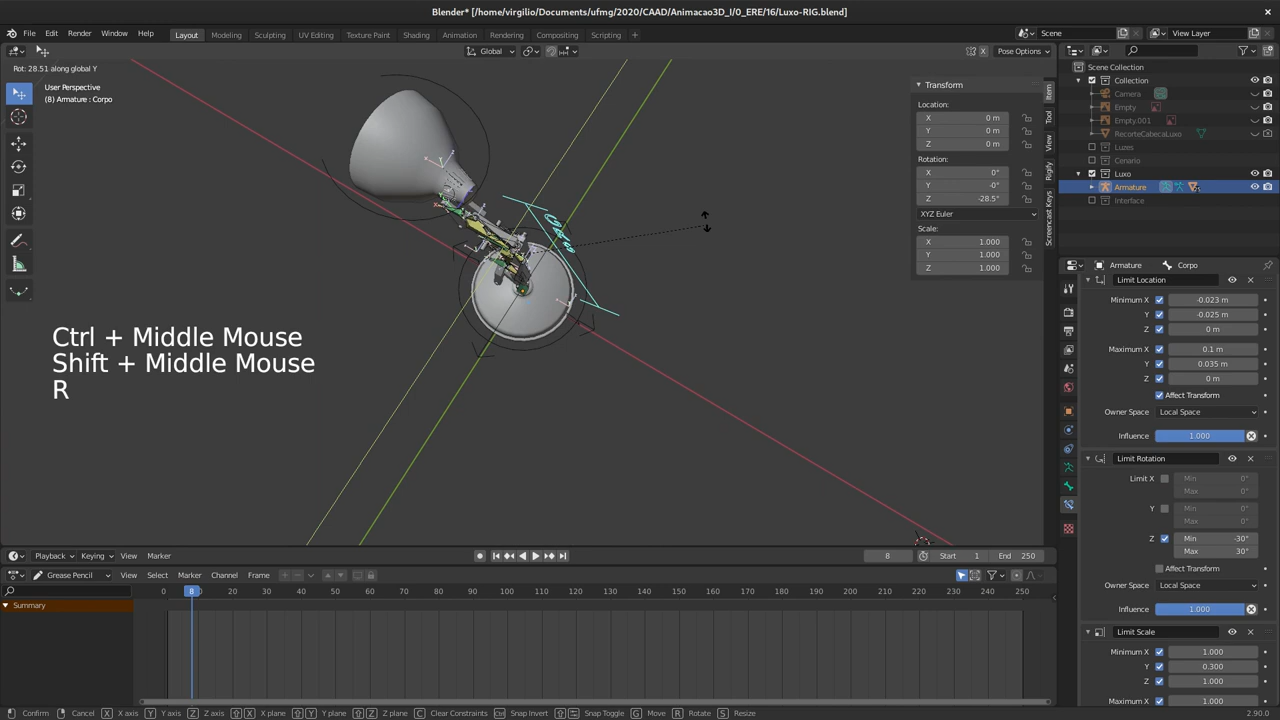 Blender* [/home/virgilio/Documents/ufmg/2020/CAAD/Animacao3D_I/0_ERE/16/Luxo-RIG.blend]
File Edit Render Window Help Layout Modeling Sculpting UV Editing Texture Paint Shading Animation Rendering Compositing Scripting + Scene View Layer
Global X Pose Options
Rot: 28.51 along global Y
User Perspective
(8) Armature : Corpo
Transform
Location:
X 0 m
Y 0 m
Z 0 m
Rotation:
X 0°
Y -0°
Z -28.5°
XYZ Euler
Scale:
X 1.000
Y 1.000
Z 1.000
Item
Tool
View
Rigify
Screencast Keys
Scene Collection
Collection
Camera
Empty
Empty.001
RecorteCabecaLuxo
Luzes
Cenario
Luxo
Armature
Interface
Armature Corpo
Limit Location
Minimum X -0.023 m
Y -0.025 m
Z 0 m
Maximum X 0.1 m
Y 0.035 m
Z 0 m
Affect Transform
Owner Space Local Space
Influence 1.000
Limit Rotation
Limit X Min 0°
Max 0°
Y Min 0°
Max 0°
Z Min -30°
Max 30°
Affect Transform
Owner Space Local Space
Influence 1.000
Limit Scale
Minimum X 1.000
Y 0.300
Z 1.000
Maximum X 1.000
Ctrl + Middle Mouse
Shift + Middle Mouse
R
Playback Keying View Marker 8 Start 1 End 250
Grease Pencil View Select Marker Channel Frame
0 8 20 30 40 50 60 70 80 90 100 110 120 130 140 150 160 170 180 190 200 210 220 230 240 250
Summary
Confirm Cancel X X axis Y Y axis Z Z axis X X plane Y Y plane Z Z plane C Clear Constraints Snap Invert Snap Toggle G Move R Rotate S Resize 2.90.0